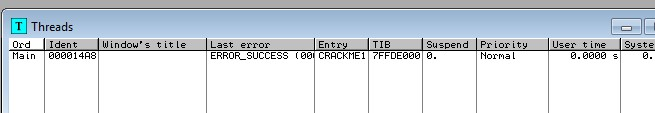 T Threads
Ord Ident Window's title Last error Entry TIB Suspend Priority User time Syste
Main 000014A8 ERROR_SUCCESS (00 CRACKME1 7FFDE000 0. Normal 0.0000 s 0.